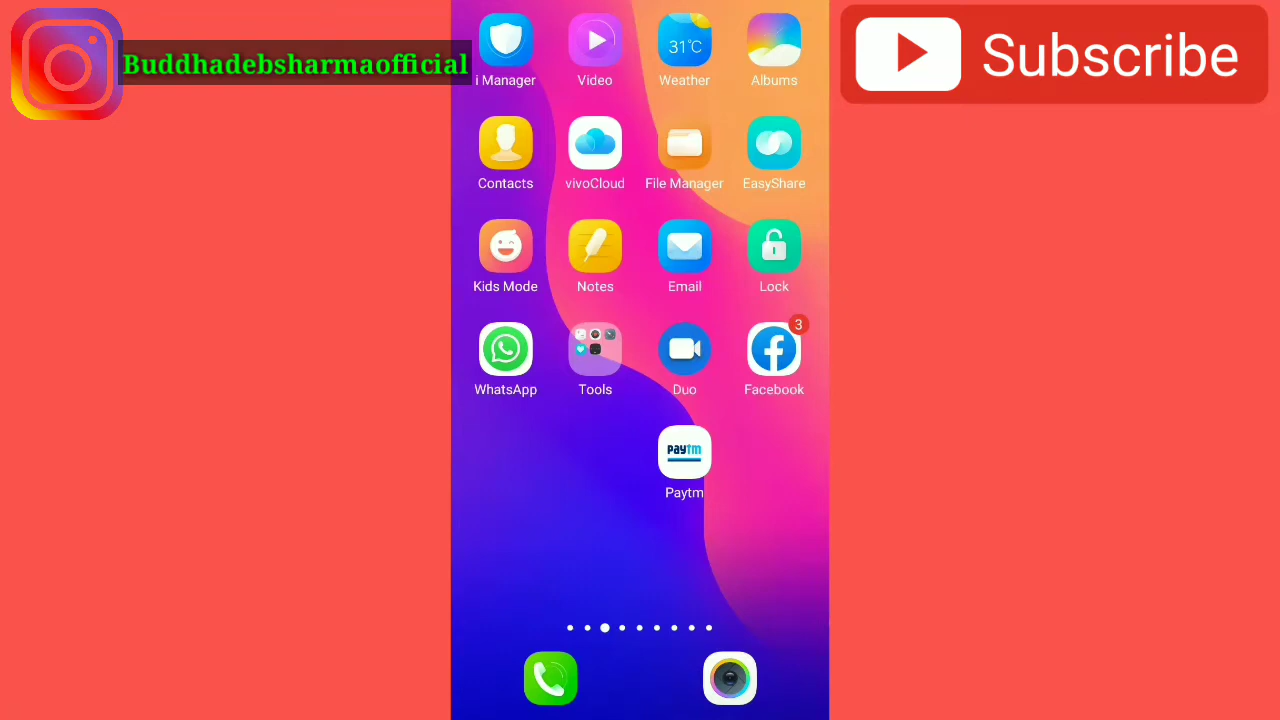 Buddhadebsharmaofficial
Subscribe
31°C
i Manager
Video
Weather
Albums
Contacts
vivoCloud
File Manager
EasyShare
Kids Mode
Notes
Email
Lock
3
WhatsApp
Tools
Duo
Facebook
paytm
Paytm